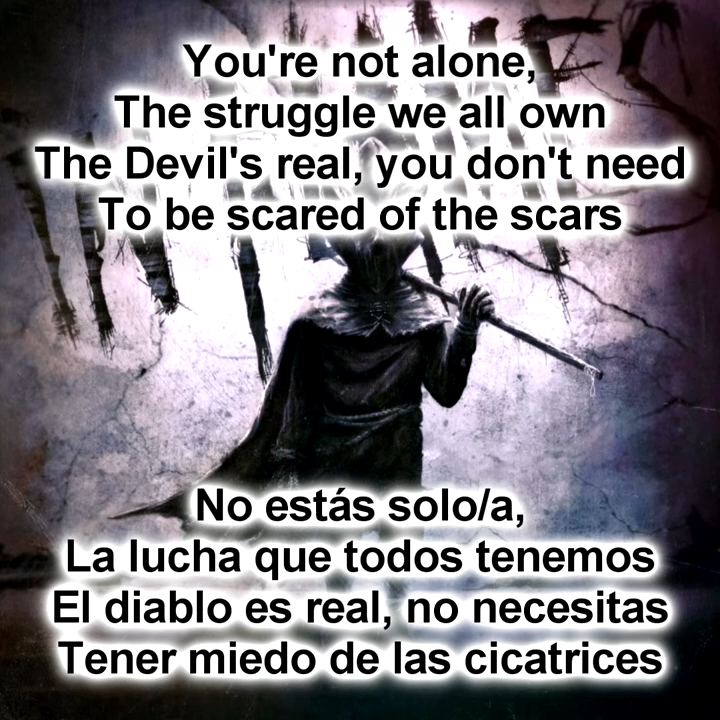 You're not alone,
The struggle we all own
The Devil's real, you don't need
To be scared of the scars
No estás solo/a,
La lucha que todos tenemos
El diablo es real, no necesitas
Tener miedo de las cicatrices